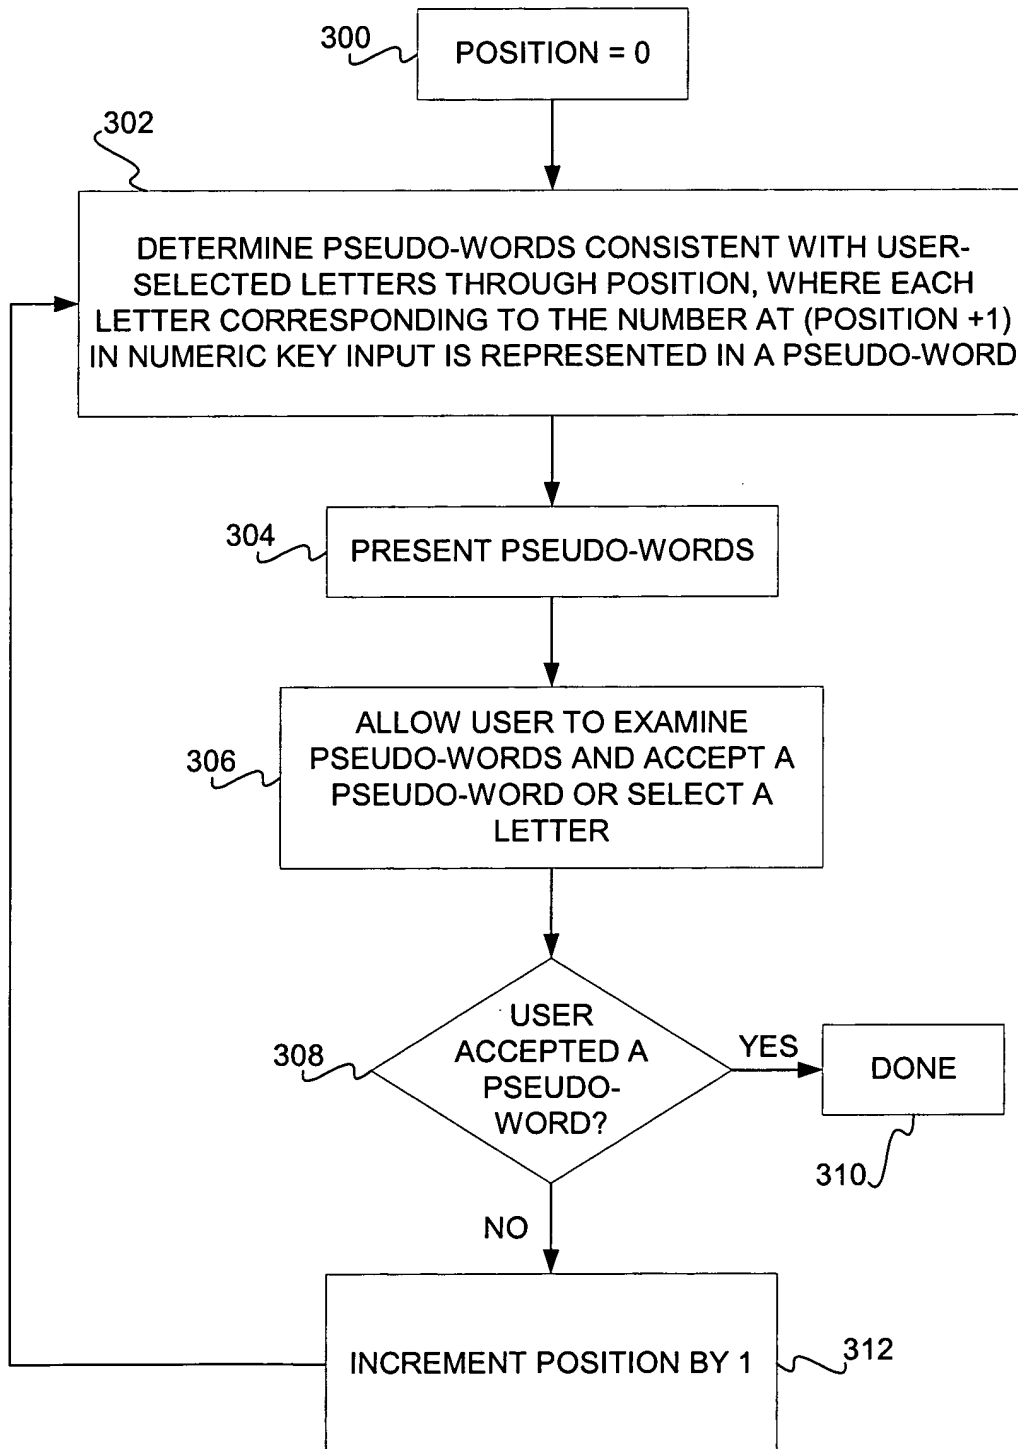 300
POSITION = 0
302
DETERMINE PSEUDO-WORDS CONSISTENT WITH USER-
SELECTED LETTERS THROUGH POSITION, WHERE EACH
LETTER CORRESPONDING TO THE NUMBER AT (POSITION +1)
IN NUMERIC KEY INPUT IS REPRESENTED IN A PSEUDO-WORD
304
PRESENT PSEUDO-WORDS
306
ALLOW USER TO EXAMINE
PSEUDO-WORDS AND ACCEPT A
PSEUDO-WORD OR SELECT A
LETTER
308
USER
ACCEPTED A
PSEUDO-
WORD?
YES
DONE
310
NO
INCREMENT POSITION BY 1
312